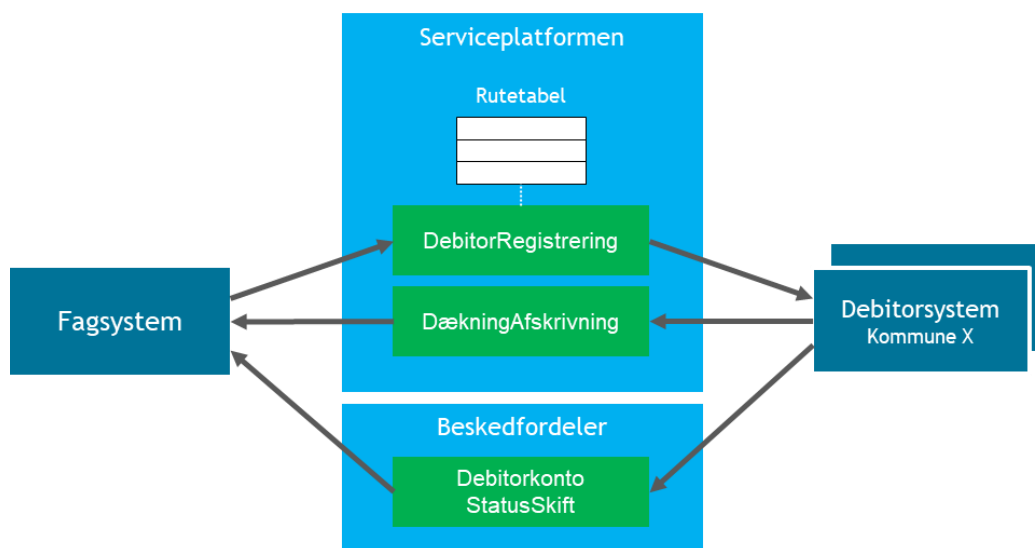 Serviceplatformen
Rutetabel
DebitorRegistrering
Fagsystem
DækningAfskrivning
Debitorsystem
Kommune X
Beskedfordeler
Debitorkonto
StatusSkift